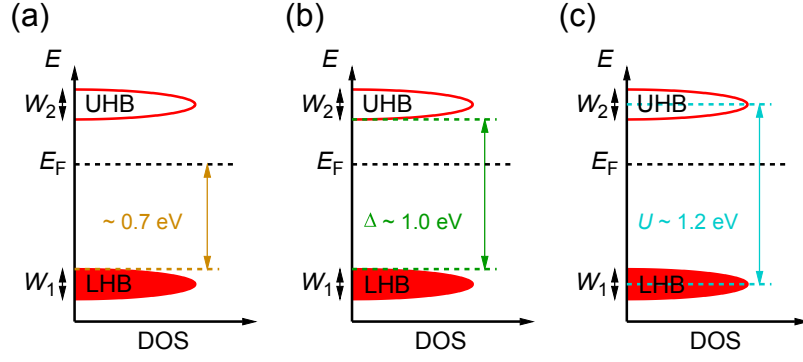 (a)
E
W2
UHB
EF
~ 0.7 eV
W1
LHB
DOS
(b)
E
W2
UHB
EF
Δ ~ 1.0 eV
W1
LHB
DOS
(c)
E
W2
UHB
EF
U ~ 1.2 eV
W1
LHB
DOS